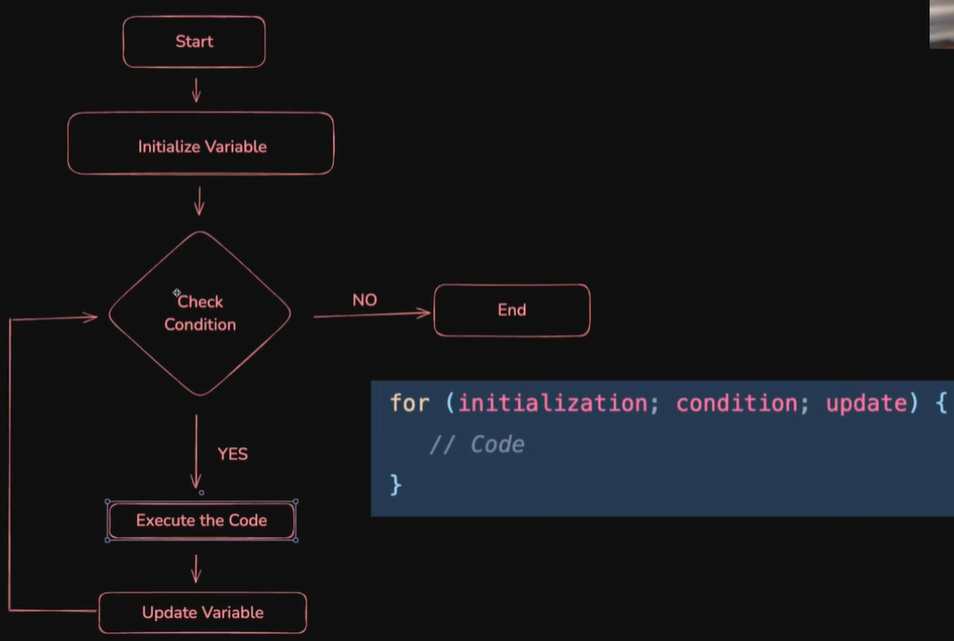 Start
Initialize Variable
Check
Condition
NO
End
for (initialization; condition; update) {
// Code
}
YES
Execute the Code
Update Variable